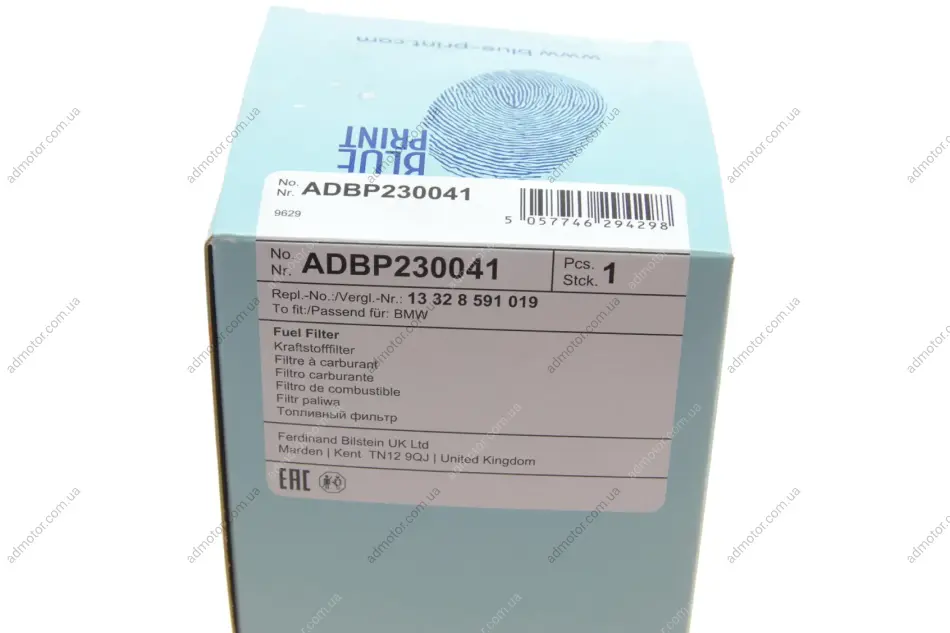 www.blue-print.com
BLUE
PRINT
No. ADBP230041
Nr.
9629
5 057746 294298
No. ADBP230041
Nr.
Pcs. 1
Stck.
Repl.-No.:/Vergl.-Nr.: 13 32 8 591 019
To fit:/Passend für: BMW
Fuel Filter
Kraftstofffilter
Filtre à carburant
Filtro carburante
Filtro de combustible
Filtr paliwa
Топливный фильтр
Ferdinand Bilstein UK Ltd
Marden | Kent TN12 9QJ | United Kingdom
EAC
admotor.com.ua